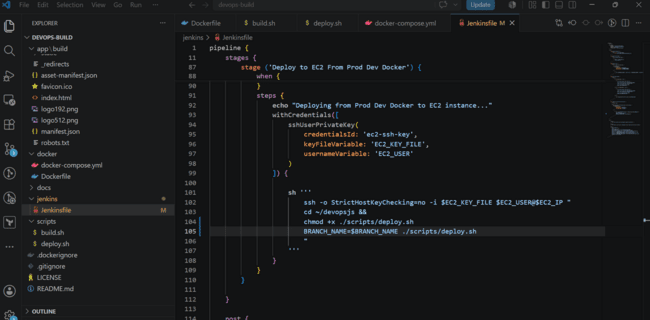 File Edit Selection View Go Run
devops-build
Update
EXPLORER
DEVOPS-BUILD
app\build
_redirects
asset-manifest.json
favicon.ico
index.html
logo192.png
logo512.png
manifest.json
robots.txt
docker
docker-compose.yml
Dockerfile
docs
jenkins
Jenkinsfile M
scripts
build.sh
deploy.sh
.dockerignore
.gitignore
LICENSE
README.md
OUTLINE
Dockerfile build.sh deploy.sh docker-compose.yml Jenkinsfile M
jenkins > Jenkinsfile
1 pipeline {
11 stages {
87 stage ('Deploy to EC2 From Prod Dev Docker') {
88 when {
90 }
91 steps {
92 echo "Deploying from Prod Dev Docker to EC2 instance..."
93 withCredentials([
94 sshUserPrivateKey(
95 credentialsId: 'ec2-ssh-key',
96 keyFileVariable: 'EC2_KEY_FILE',
97 usernameVariable: 'EC2_USER'
98 )
99 ]) {
100
101 sh '''
102 ssh -o StrictHostKeyChecking=no -i $EC2_KEY_FILE $EC2_USER@$EC2_IP "
103 cd ~/devopsjs &&
104 chmod +x ./scripts/deploy.sh
105 BRANCH_NAME=$BRANCH_NAME ./scripts/deploy.sh
106 "
107 '''
108 }
109 }
110 }
111
112 }
113
114 post {